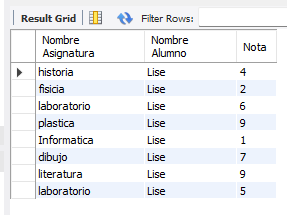 Result Grid Filter Rows:
Nombre Asignatura Nombre Alumno Nota
historia Lise 4
fisicia Lise 2
laboratorio Lise 6
plastica Lise 9
Informatica Lise 1
dibujo Lise 7
literatura Lise 9
laboratorio Lise 5